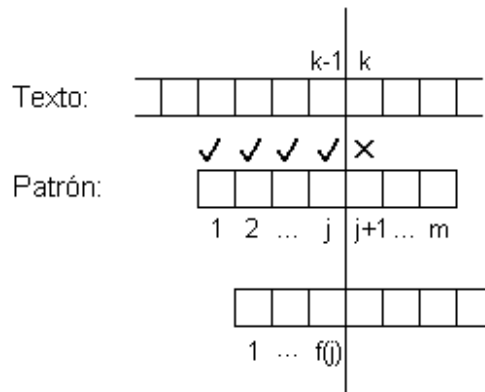 k-1 k
Texto:
Patrón:
1 2 ... j j+1 ... m
1 ... f(j)